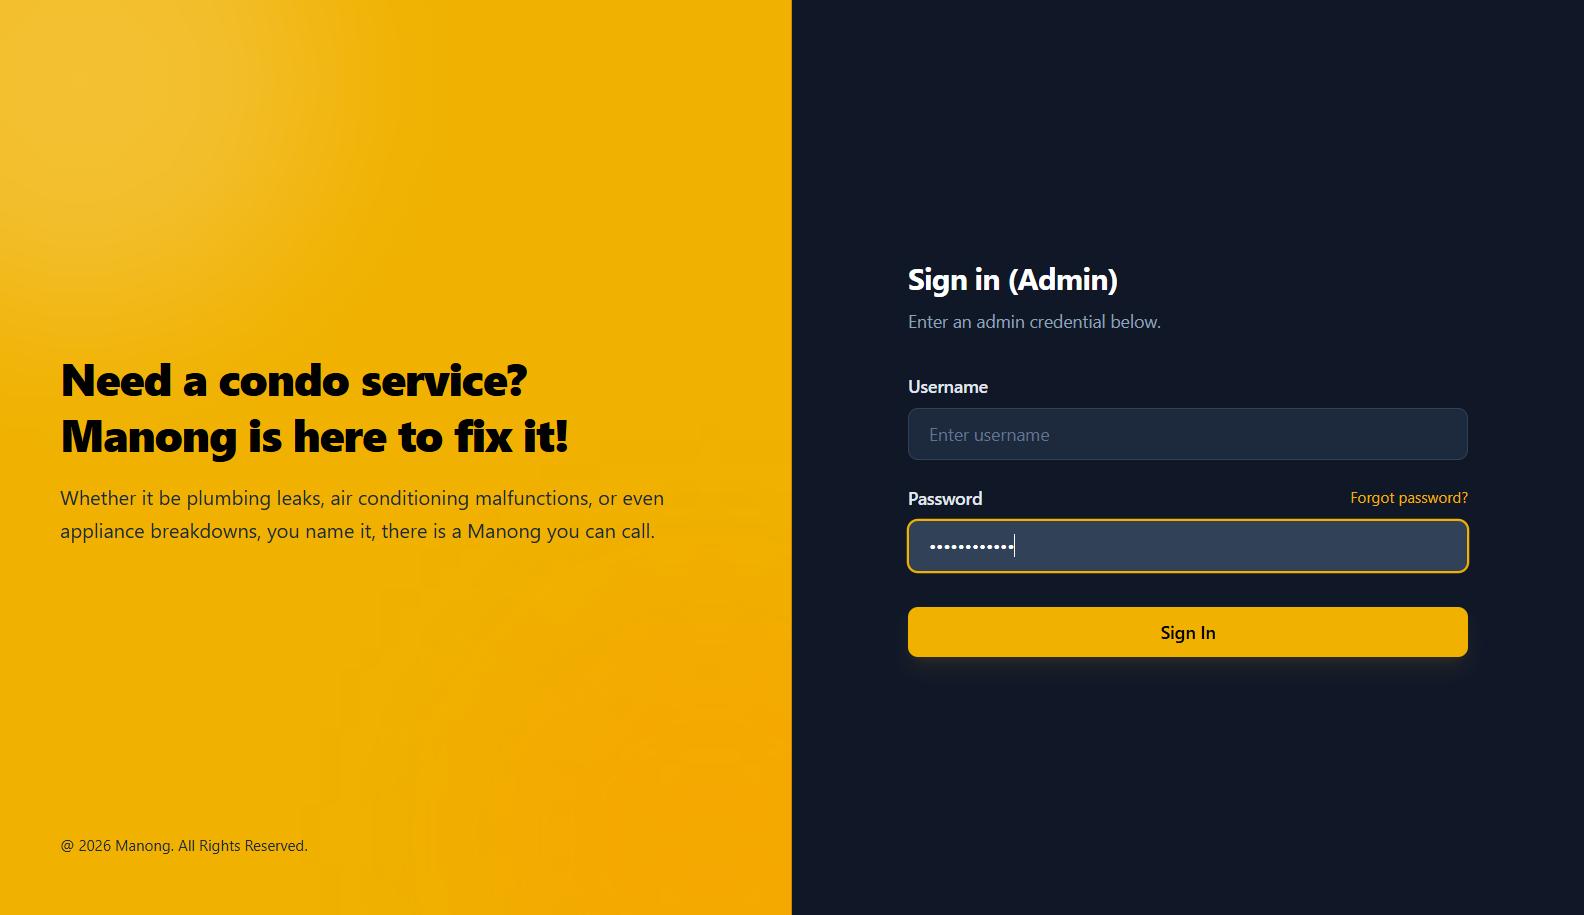 Need a condo service?
Manong is here to fix it!
Whether it be plumbing leaks, air conditioning malfunctions, or even
appliance breakdowns, you name it, there is a Manong you can call.
@ 2026 Manong. All Rights Reserved.
Sign in (Admin)
Enter an admin credential below.
Username
Enter username
Password
Forgot password?
••••••••••••
Sign In